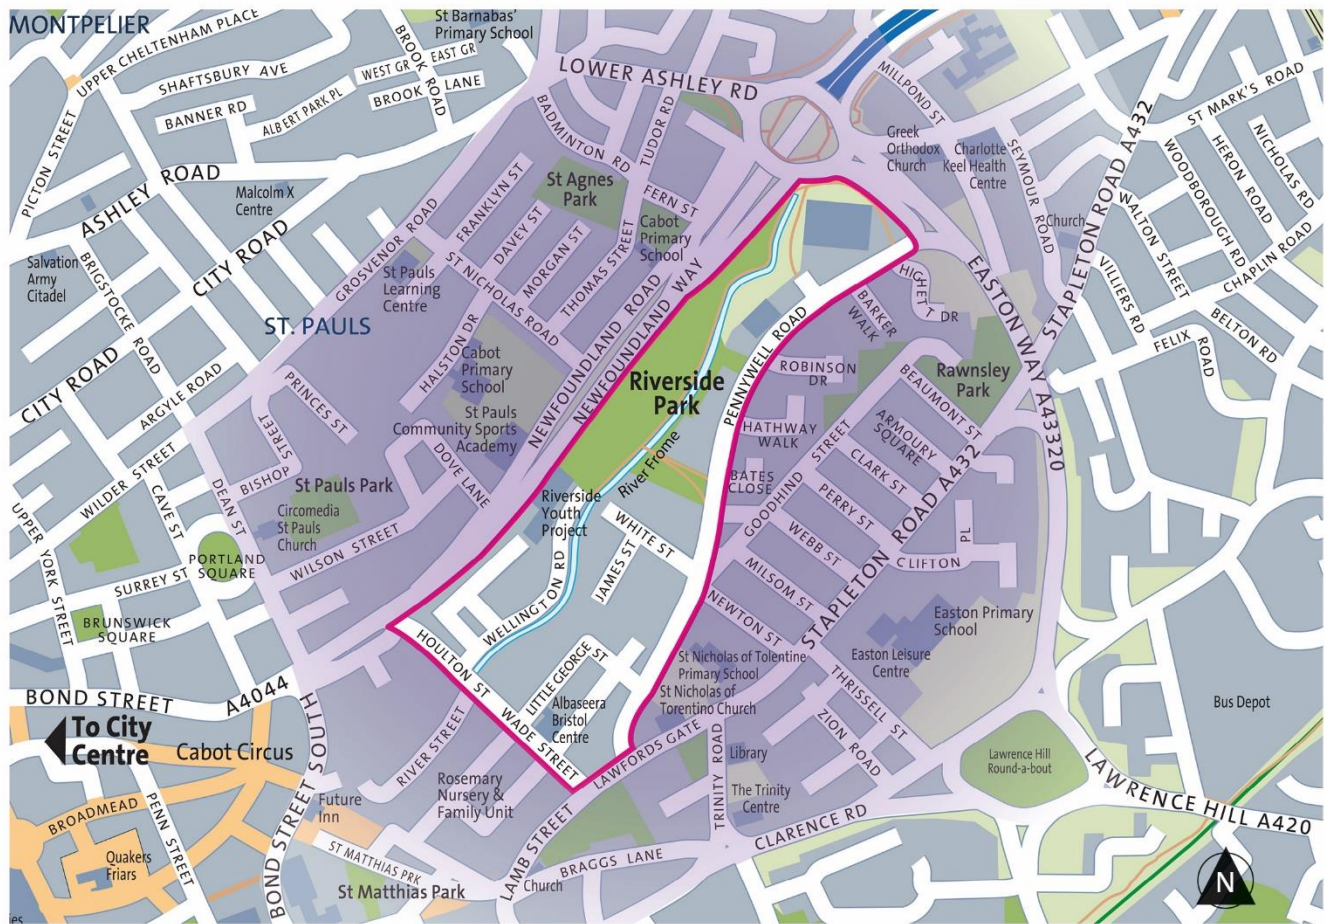 MONTPELIER
UPPER CHELTENHAM PLACE
St Barnabas'
Primary School
SHAFTSBURY AVE
WEST GR
EAST GR
BROOK ROAD
BROOK LANE
BANNER RD
ALBERT PARK PL
PICTON STREET
LOWER ASHLEY RD
BADMINTON RD
TUDOR RD
MILLPOND ST
ST MARK'S ROAD
NICHOLAS RD
HERON ROAD
WOODBOROUGH RD
Greek
Orthodox
Church
Charlotte
Keel Health
Centre
SEYMOUR ROAD
STAPLETON ROAD A432
Church
WALTON STREET
CHAPLIN ROAD
VILLIERS RD
BELTON RD
FELIX ROAD
ASHLEY ROAD
Malcolm X
Centre
CITY ROAD
Salvation
Army
Citadel
BRIGSTOCKE ROAD
GROSVENOR ROAD
FRANKLYN ST
St Agnes
Park
FERN ST
Cabot
Primary
School
DAVEY ST
MORGAN ST
THOMAS STREET
ST NICHOLAS ROAD
St Pauls
Learning
Centre
ST. PAULS
HALSTON DR
Cabot
Primary
School
NEWFOUNDLAND ROAD
NEWFOUNDLAND WAY
St Pauls
Community Sports
Academy
DOVE LANE
CITY ROAD
ARGYLE ROAD
PRINCESS ST
BISHOP STREET
WILDER STREET
CAVE ST
DEAN ST
St Pauls Park
Circomedia
St Pauls
Church
WILSON STREET
PORTLAND
SQUARE
SURREY ST
UPPER YORK STREET
BRUNSWICK
SQUARE
Riverside
Park
River Frome
PENNYWELL ROAD
HIGHETT DR
BARKER
WALK
ROBINSON
DR
HATHWAY
WALK
BATES
CLOSE
Rawnsley
Park
EASTON WAY A43320
BEAUMONT ST
ARMOURY
SQUARE
CLARK ST
PERRY ST
GOODHIND STREET
WEBB ST
MILSOM ST
NEWTON ST
STAPLETON ROAD A432
CLIFTON PL
Easton Primary
School
Easton Leisure
Centre
Riverside
Youth
Project
WHITE ST
JAMES ST
WELLINGTON RD
HOULTON ST
LITTLE GEORGE ST
Albaseera
Bristol
Centre
WADE STREET
St Nicholas of Tolentine
Primary School
St Nicholas of
Torentino Church
LAWFORDS GATE
THRISSELL ST
ZION ROAD
Library
TRINITY ROAD
The Trinity
Centre
CLARENCE RD
Lawrence Hill
Round-a-bout
LAWRENCE HILL A420
Bus Depot
BOND STREET
A4044
To City
Centre
Cabot Circus
BOND STREET SOUTH
RIVER STREET
Rosemary
Nursery &
Family Unit
Future
Inn
BROADMEAD
PENN STREET
Quakers
Friars
ST MATTHIAS PRK
St Matthias Park
LAMB STREET
Church
BRAGGS LANE
N